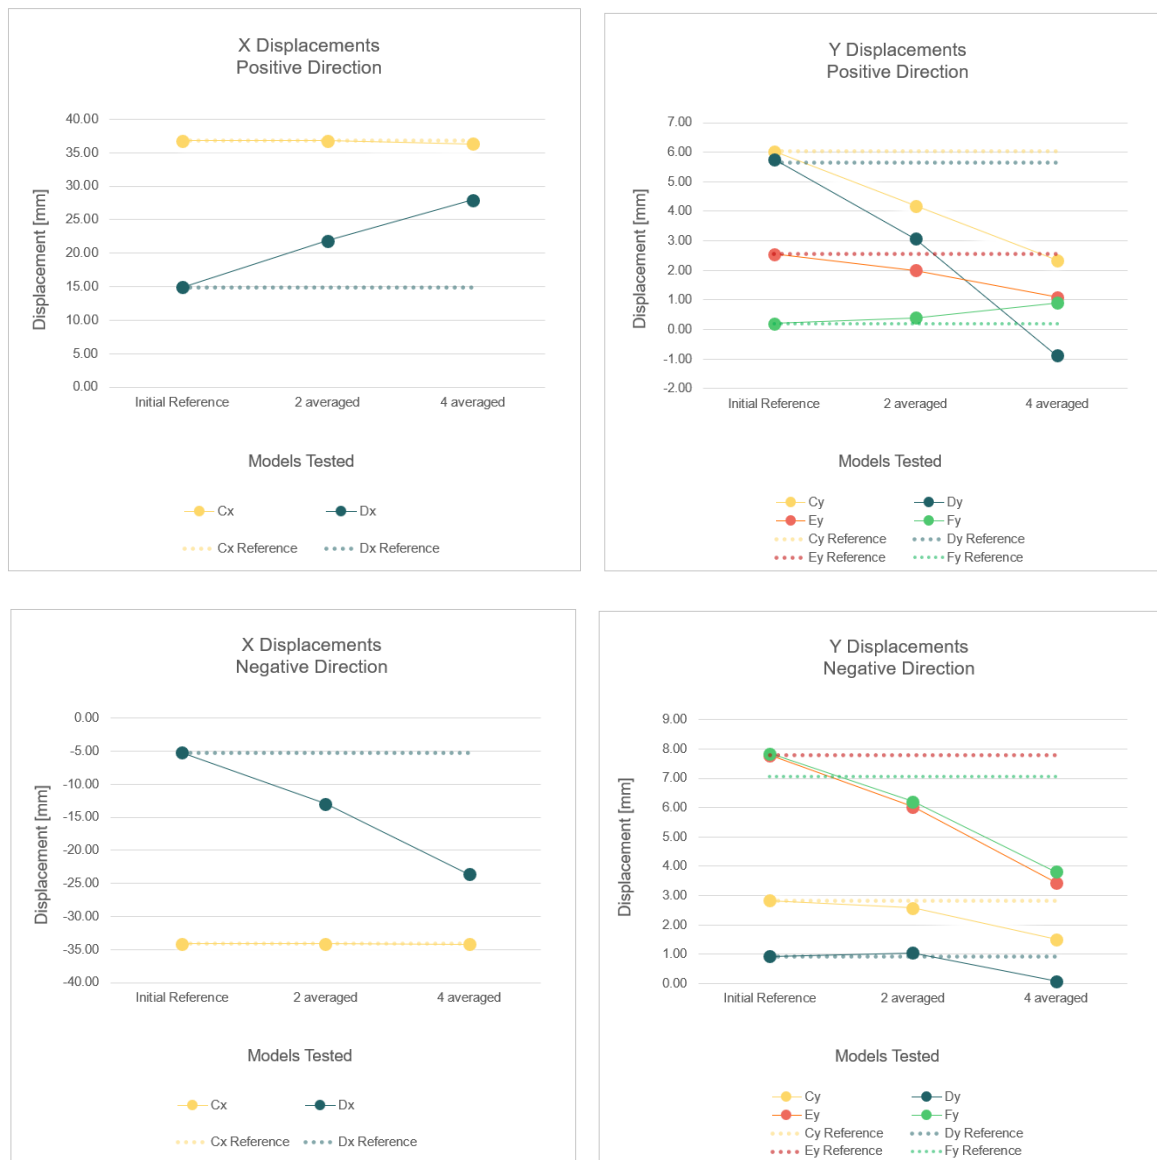 X Displacements
Positive Direction
40.00
35.00
30.00
25.00
20.00
15.00
10.00
5.00
0.00
Displacement [mm]
Initial Reference 2 averaged 4 averaged
Models Tested
Cx Dx
Cx Reference Dx Reference
Y Displacements
Positive Direction
7.00
6.00
5.00
4.00
3.00
2.00
1.00
0.00
-1.00
-2.00
Displacement [mm]
Initial Reference 2 averaged 4 averaged
Models Tested
Cy Dy
Ey Fy
Cy Reference Dy Reference
Ey Reference Fy Reference
X Displacements
Negative Direction
0.00
-5.00
-10.00
-15.00
-20.00
-25.00
-30.00
-35.00
-40.00
Displacement [mm]
Initial Reference 2 averaged 4 averaged
Models Tested
Cx Dx
Cx Reference Dx Reference
Y Displacements
Negative Direction
9.00
8.00
7.00
6.00
5.00
4.00
3.00
2.00
1.00
0.00
Displacement [mm]
Initial Reference 2 averaged 4 averaged
Models Tested
Cy Dy
Ey Fy
Cy Reference Dy Reference
Ey Reference Fy Reference